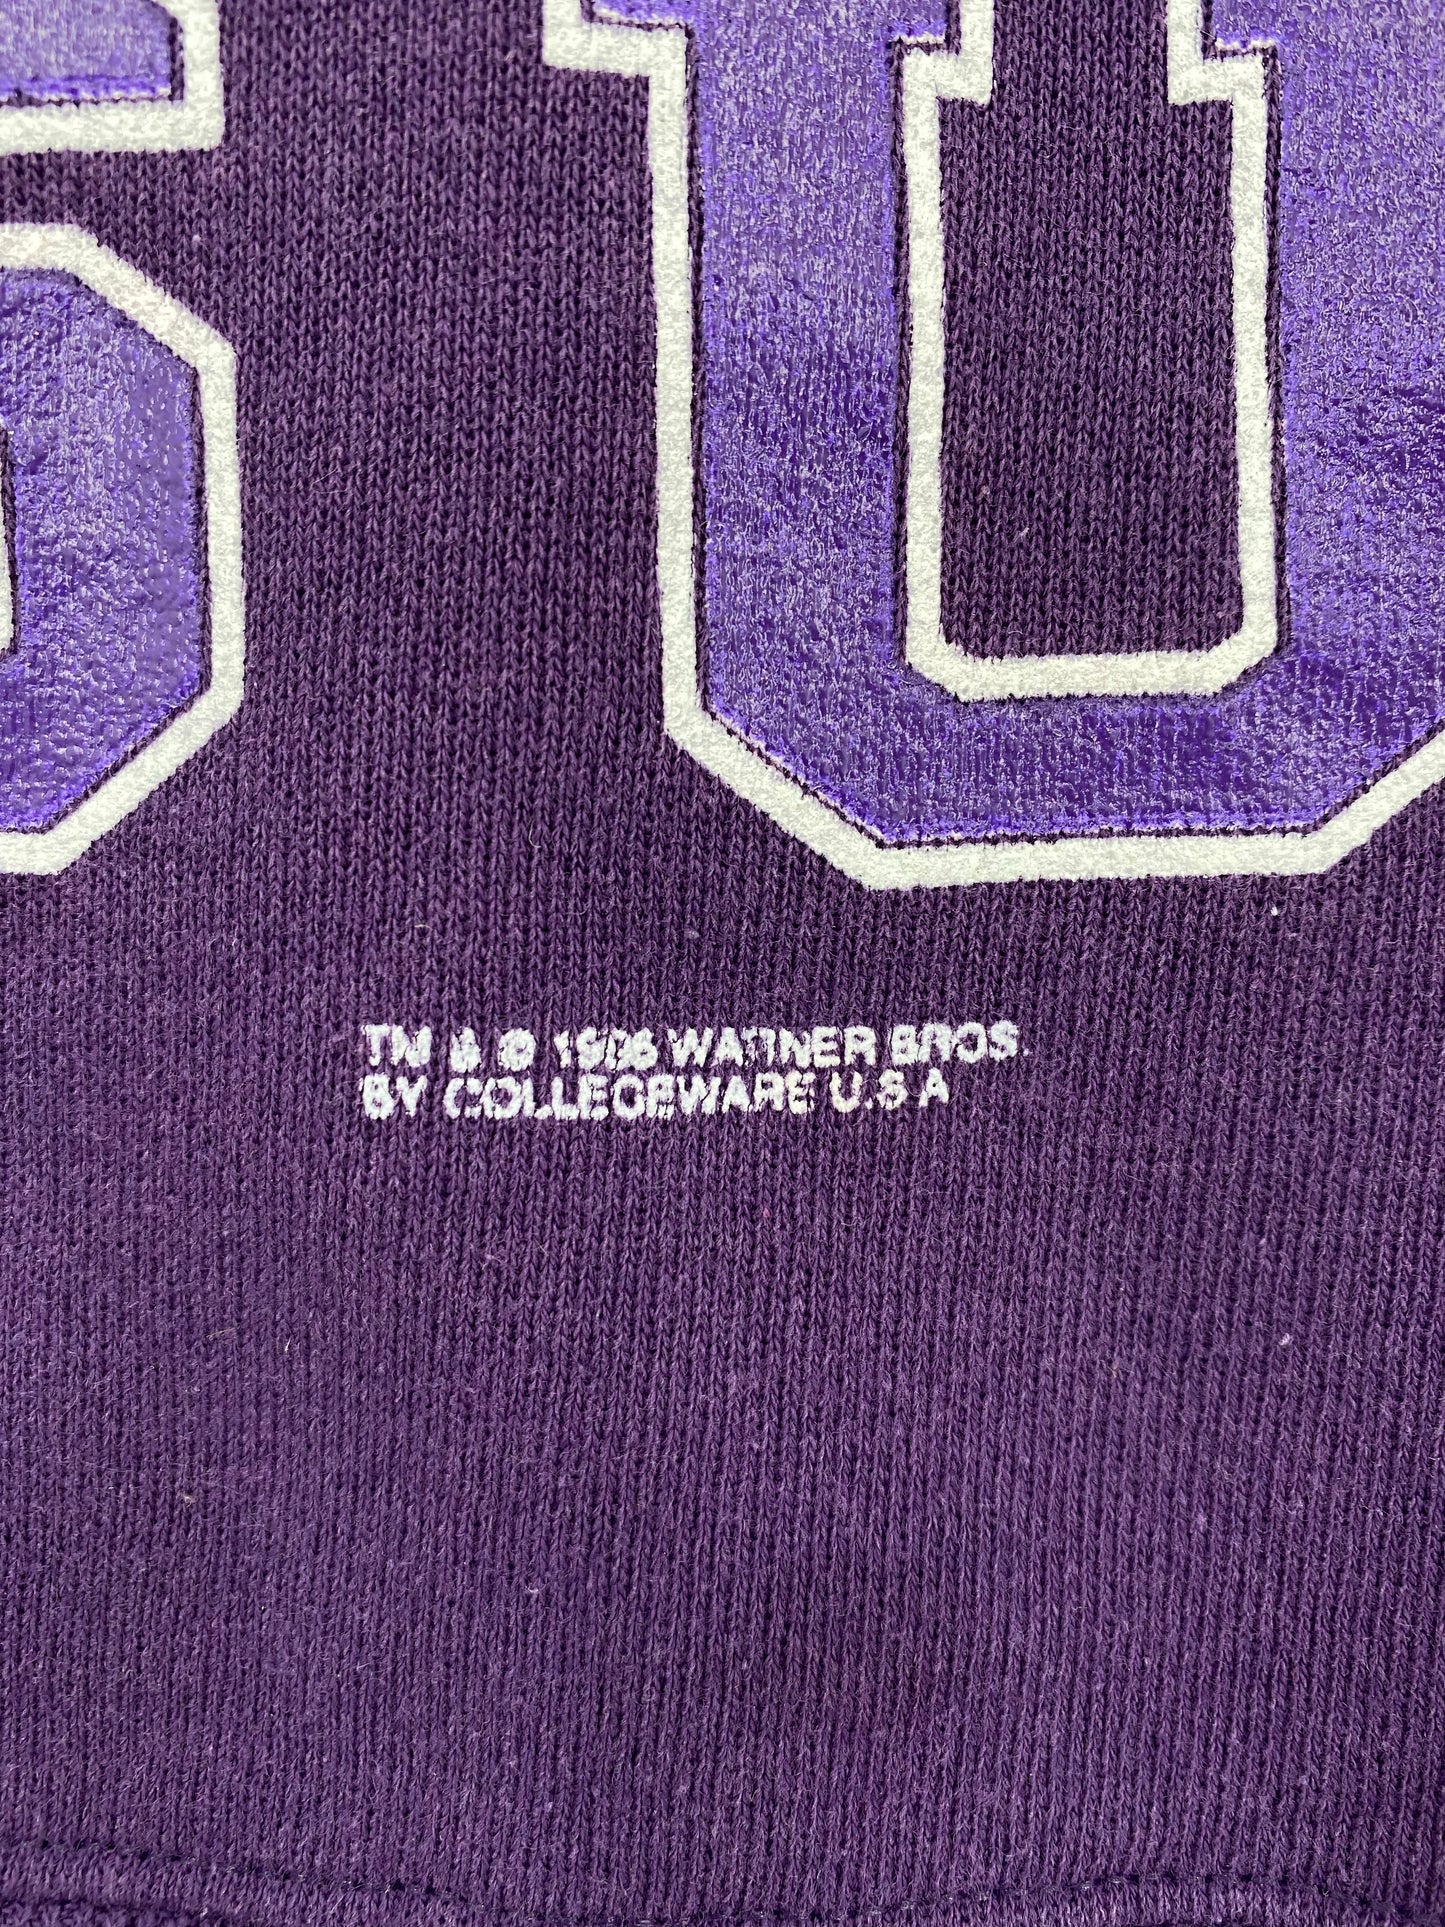 U
TM & © 1996 WARNER BROS.
BY COLLEGEWARE U.S.A